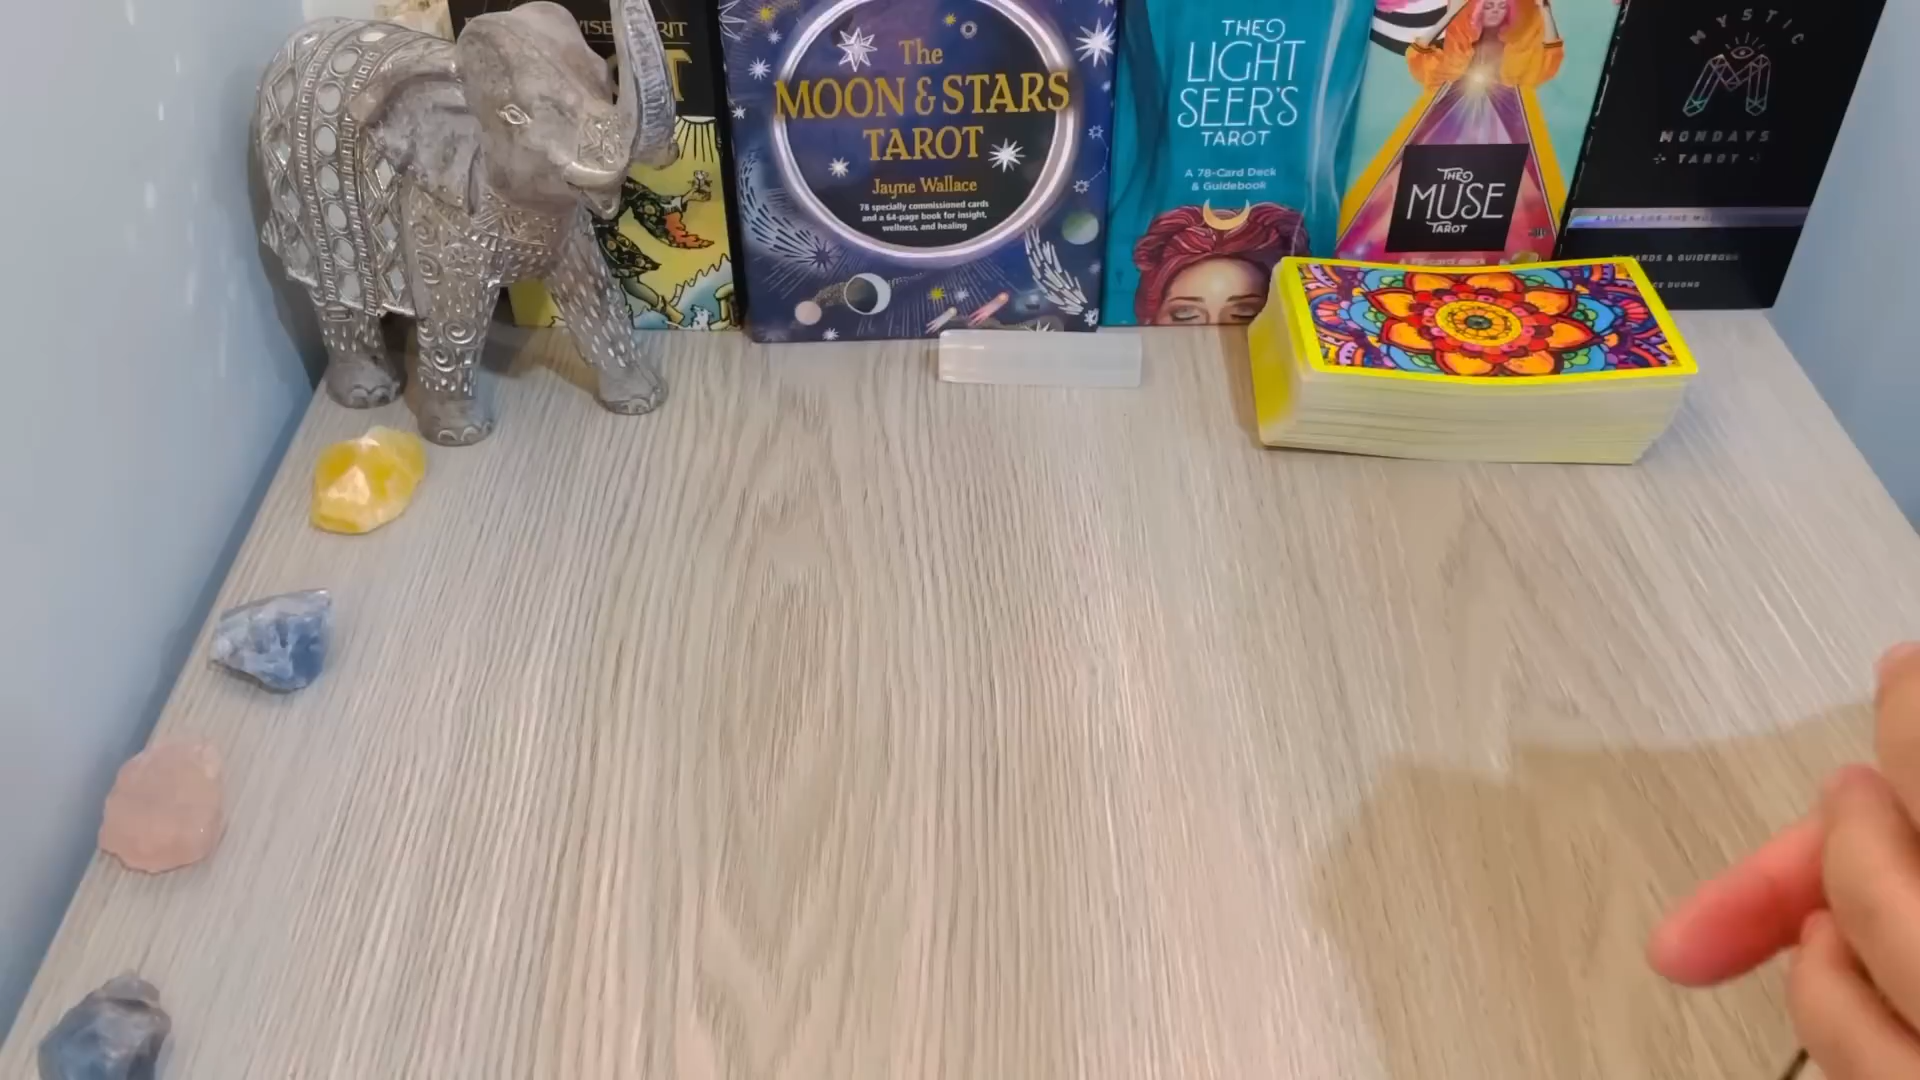 The
MOON & STARS
TAROT
Jayne Wallace
78 specially commissioned cards
and a 64-page book for insight,
wellness, and healing
THE
LIGHT
SEER'S
TAROT
A 78-Card Deck
& Guidebook
THE
MUSE
TAROT
MYSTIC
M
MONDAYS
TAROT